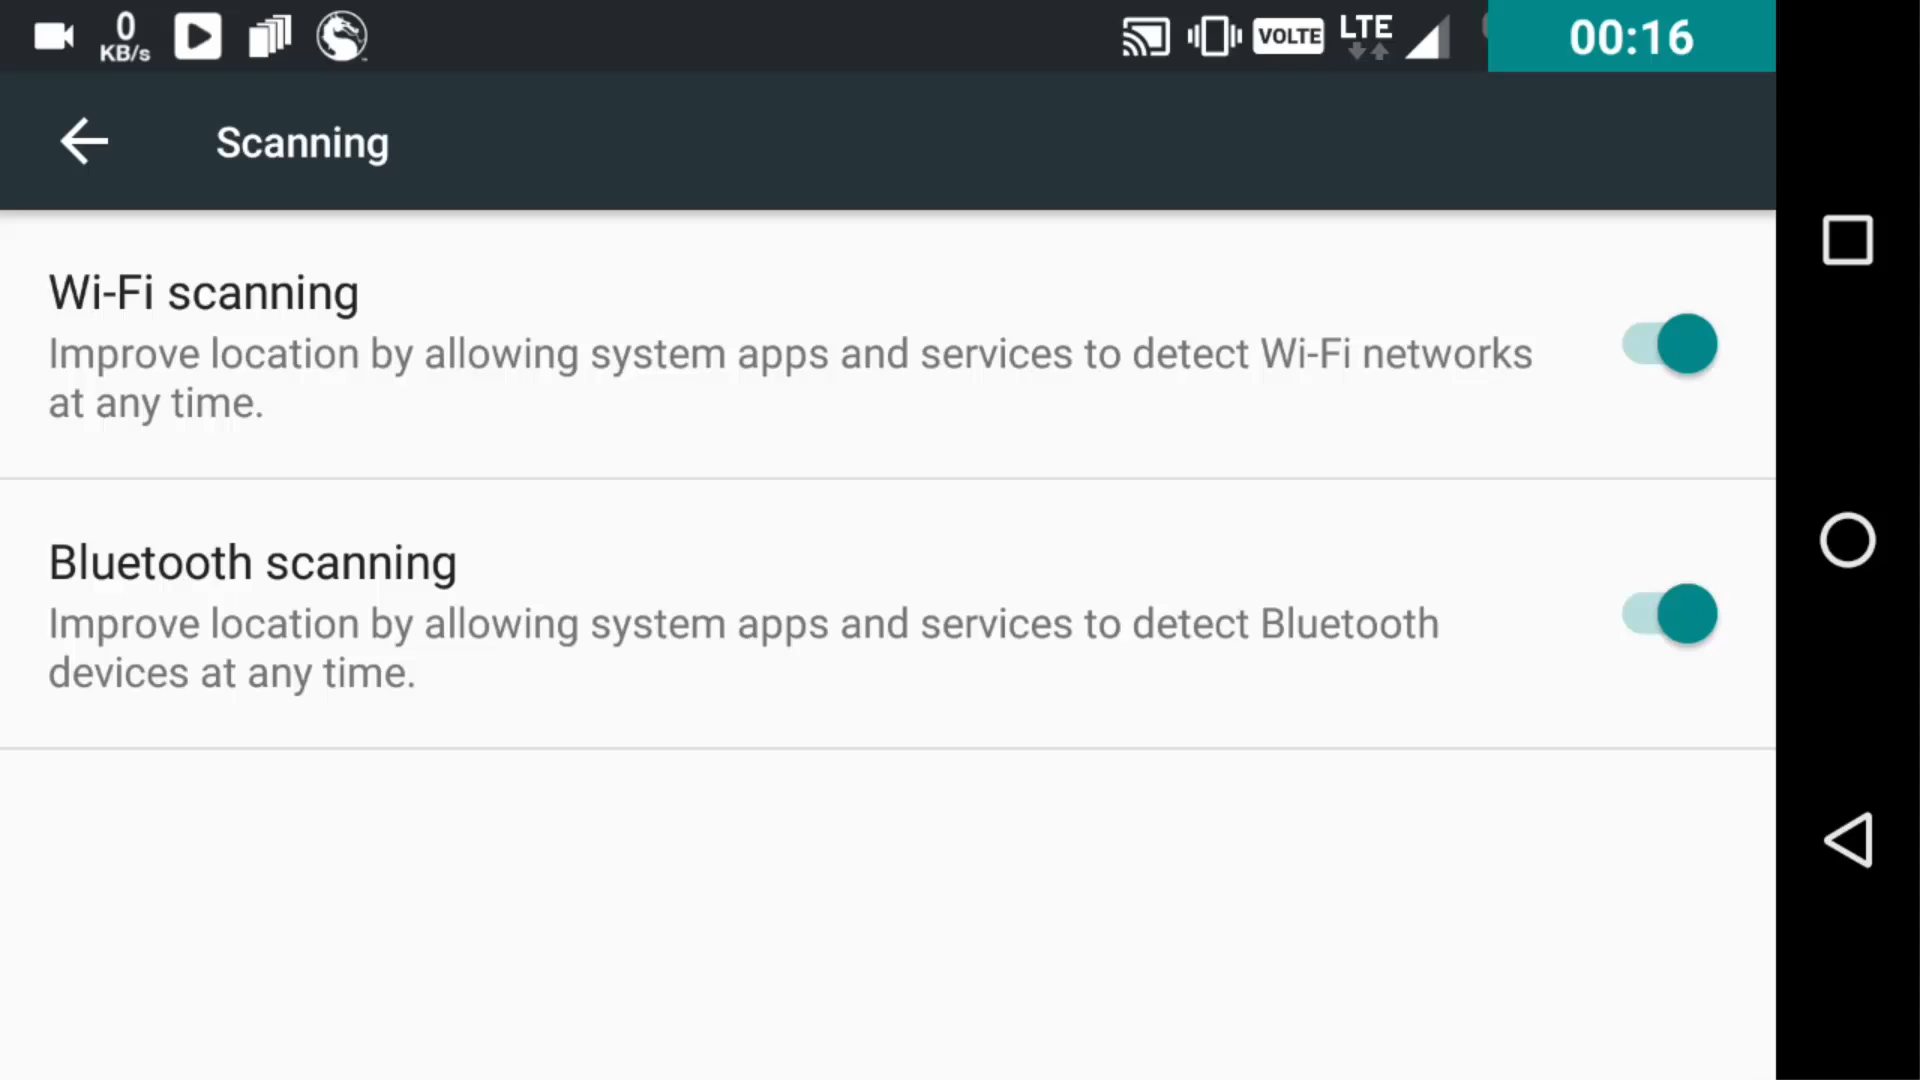 0
KB/s
VOLTE
LTE
00:16
Scanning
Wi-Fi scanning
Improve location by allowing system apps and services to detect Wi-Fi networks
at any time.
Bluetooth scanning
Improve location by allowing system apps and services to detect Bluetooth
devices at any time.